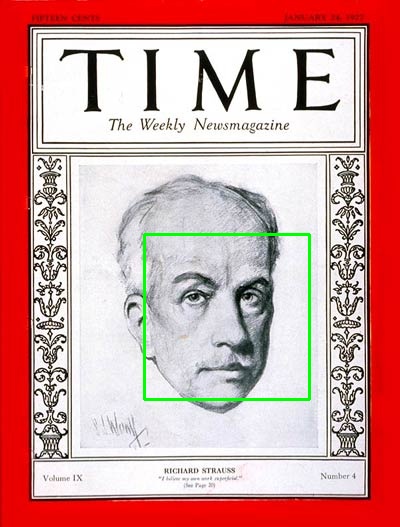 FIFTEEN CENTS JANUARY 24, 1927
TIME
The Weekly Newsmagazine
RICHARD STRAUSS
Volume IX "I believe my own work superficial." Number 4
(See Page 20)